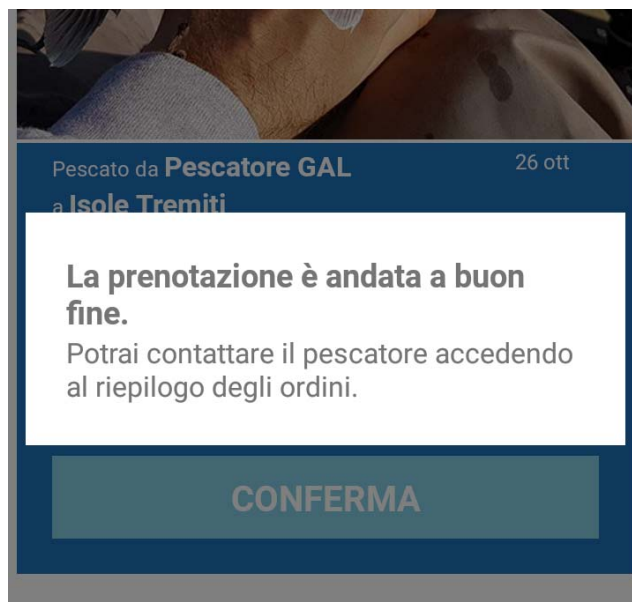 Pescato da Pescatore GAL 26 ott
a Isole Tremiti
La prenotazione è andata a buon
fine.
Potrai contattare il pescatore accedendo
al riepilogo degli ordini.
CONFERMA